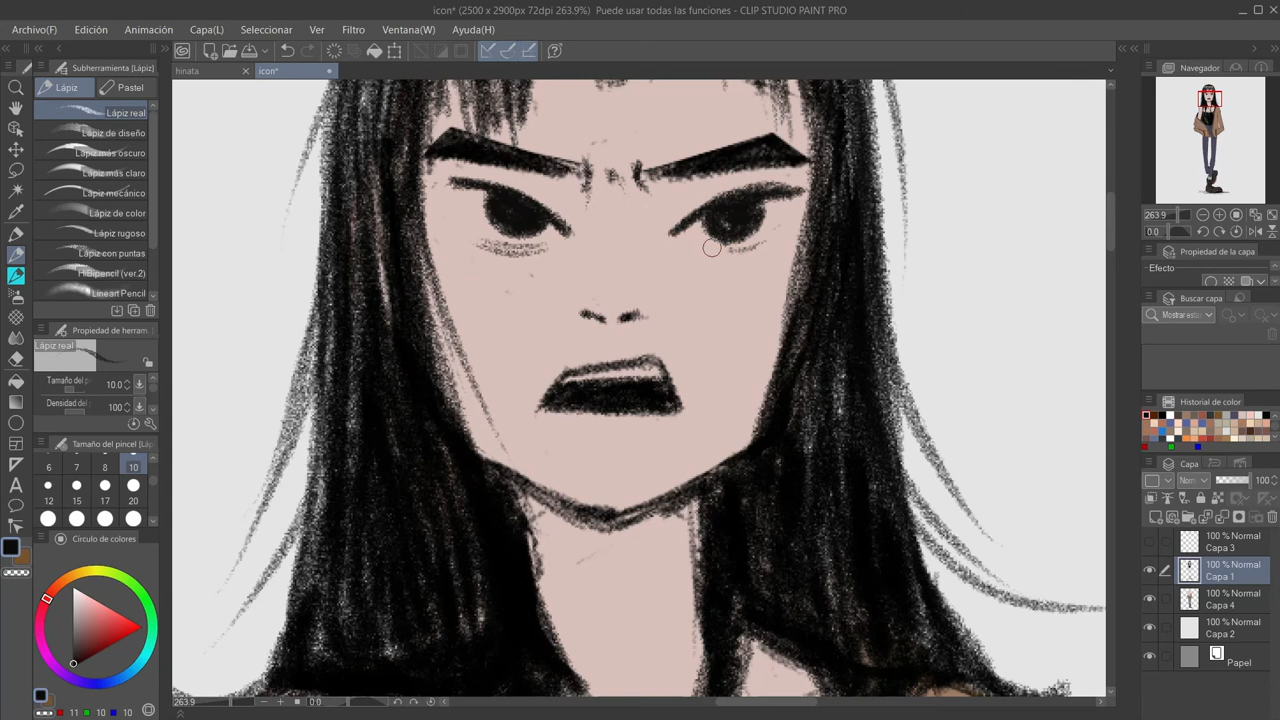 icon* (2500 x 2900px 72dpi 263.9%) Puede usar todas las funciones - CLIP STUDIO PAINT PRO
Archivo(F) Edición Animación Capa(L) Seleccionar Ver Filtro Ventana(W) Ayuda(H)
Subherramienta (Lápiz)
hinata
icon*
Navegador
Lápiz
Pastel
Lápiz real
Lápiz de diseño
Lápiz más oscuro
Lápiz más claro
Lápiz mecánico
Lápiz de color
Lápiz rugoso
Lápiz con puntas
HiBipencil (ver.2)
Lineart Pencil
263.9
0.0
Propiedad de la capa
Efecto
Buscar capa
Propiedad de herram.
Lápiz real
Tamaño del p 10.0
Densidad del 100
Historial de color
Tamaño del pincel [Láp
6 7 8 10
12 15 17 20
Capa
Norm 100
Círculo de colores
100 % Normal
Capa 3
100 % Normal
Capa 1
100 % Normal
Capa 4
100 % Normal
Capa 2
Papel
263.9
0.0
11 10 10